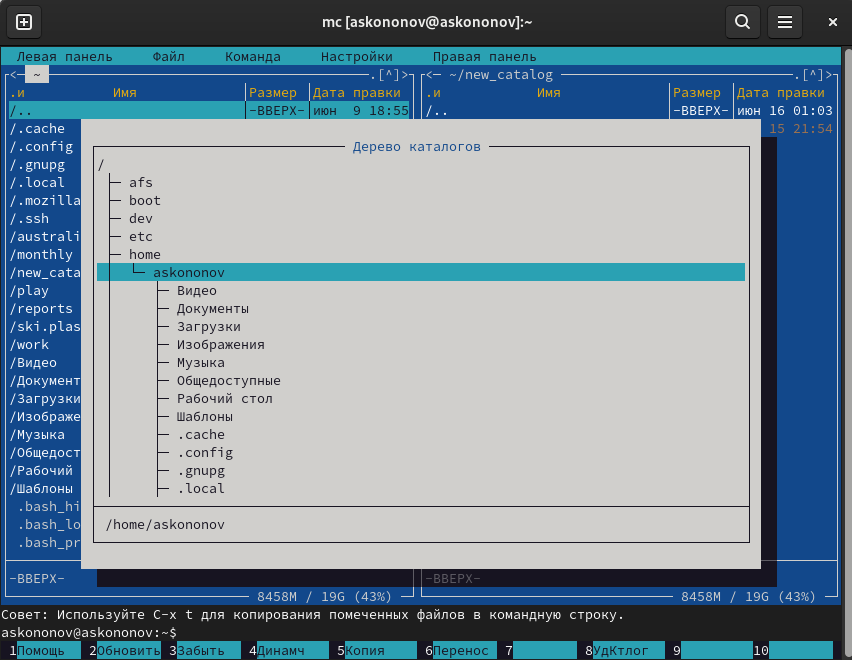 mc [askononov@askononov]:~
Левая панель Файл Команда Настройки Правая панель
<─ ~ .[^]> <─ ~/new_catalog .[^]>
.и Имя Размер Дата правки .и Имя Размер Дата правки
/.. -ВВЕРХ- июн 9 18:55 /.. -ВВЕРХ- июн 16 01:03
/.cache 15 21:54
/.config Дерево каталогов
/.gnupg /
/.local afs
/.mozilla boot
/.ssh dev
/australi etc
/monthly home
/new_cata askononov
/play Видео
/reports Документы
/ski.plas Загрузки
/work Изображения
/Видео Музыка
/Документ Общедоступные
/Загрузки Рабочий стол
/Изображе Шаблоны
/Музыка .cache
/Общедост .config
/Рабочий .gnupg
/Шаблоны .local
.bash_hi
.bash_lo /home/askononov
.bash_pr
-ВВЕРХ- -ВВЕРХ-
8458M / 19G (43%) 8458M / 19G (43%)
Совет: Используйте C-x t для копирования помеченных файлов в командную строку.
askononov@askononov:~$
1Помощь 2Обновить 3Забыть 4Динамч 5Копия 6Перенос 7 8УдКтлог 9 10